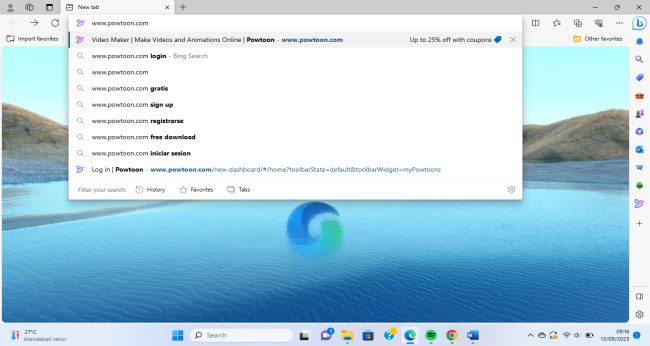 New tab
www.powtoon.com
Import favorites
Video Maker | Make Videos and Animations Online | Powtoon - www.powtoon.com
Up to 25% off with coupons
Other favorites
www.powtoon.com login - Bing Search
www.powtoon.com
www.powtoon.com gratis
www.powtoon.com sign up
www.powtoon.com registrarse
www.powtoon.com free download
www.powtoon.com iniciar sesion
Log in | Powtoon - www.powtoon.com/new-dashboard/#/home?toolbarState=default&toolbarWidget=myPowtoons
Filter your search:
History
Favorites
Tabs
27°C
Mendekati rekor
Search
09:16
13/09/2023